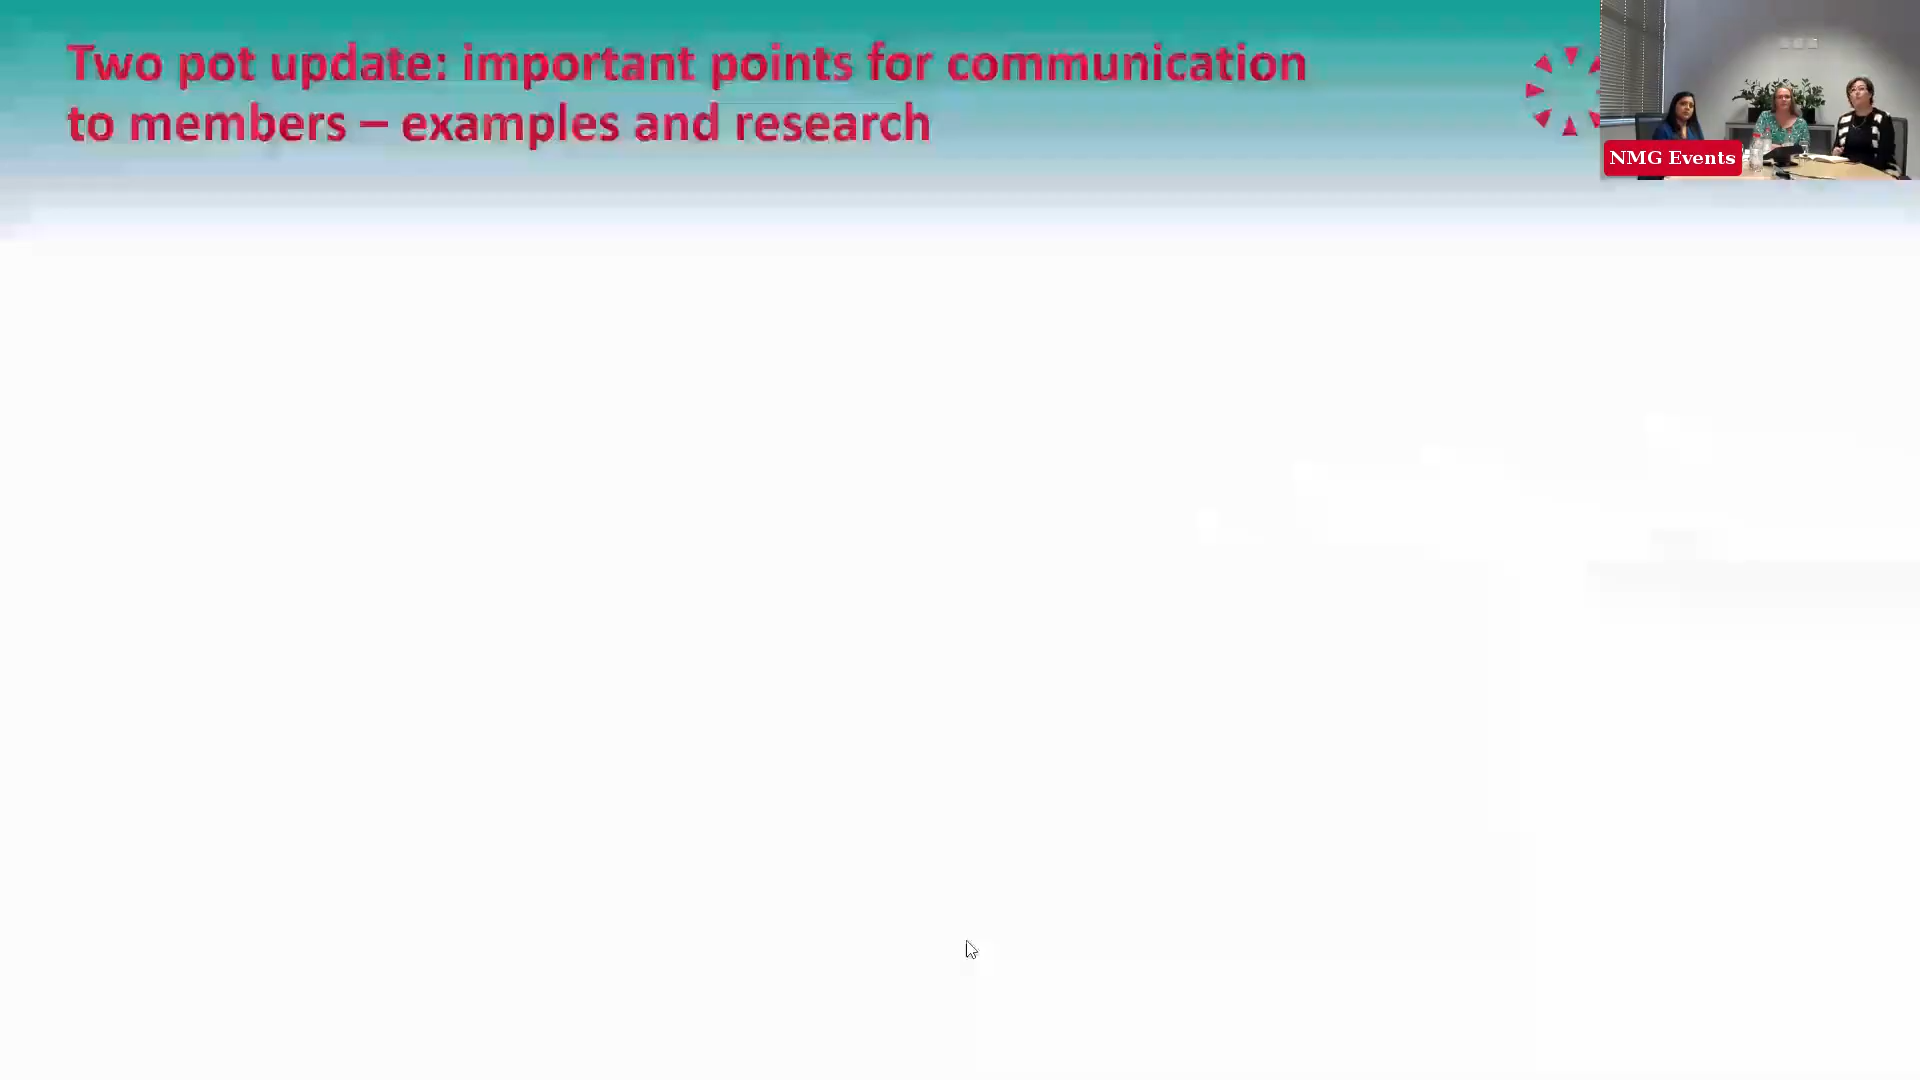 Two pot update: important points for communication
to members – examples and research
NMG Events